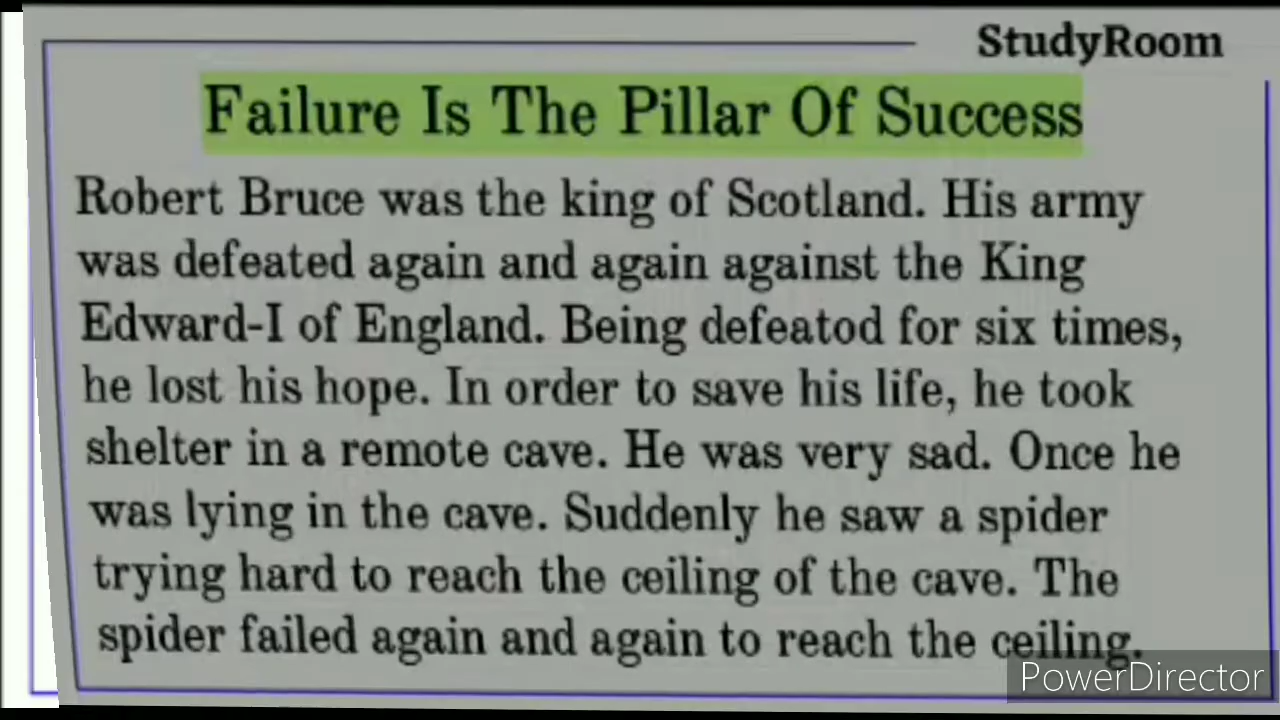 StudyRoom
Failure Is The Pillar Of Success
Robert Bruce was the king of Scotland. His army
was defeated again and again against the King
Edward-I of England. Being defeatod for six times,
he lost his hope. In order to save his life, he took
shelter in a remote cave. He was very sad. Once he
was lying in the cave. Suddenly he saw a spider
trying hard to reach the ceiling of the cave. The
spider failed again and again to reach the ceiling.
PowerDirector